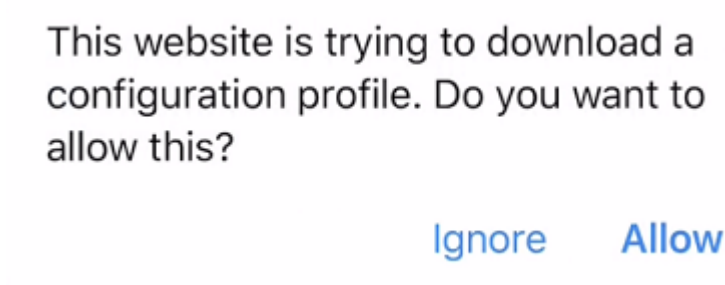 This website is trying to download a
configuration profile. Do you want to
allow this?
Ignore Allow